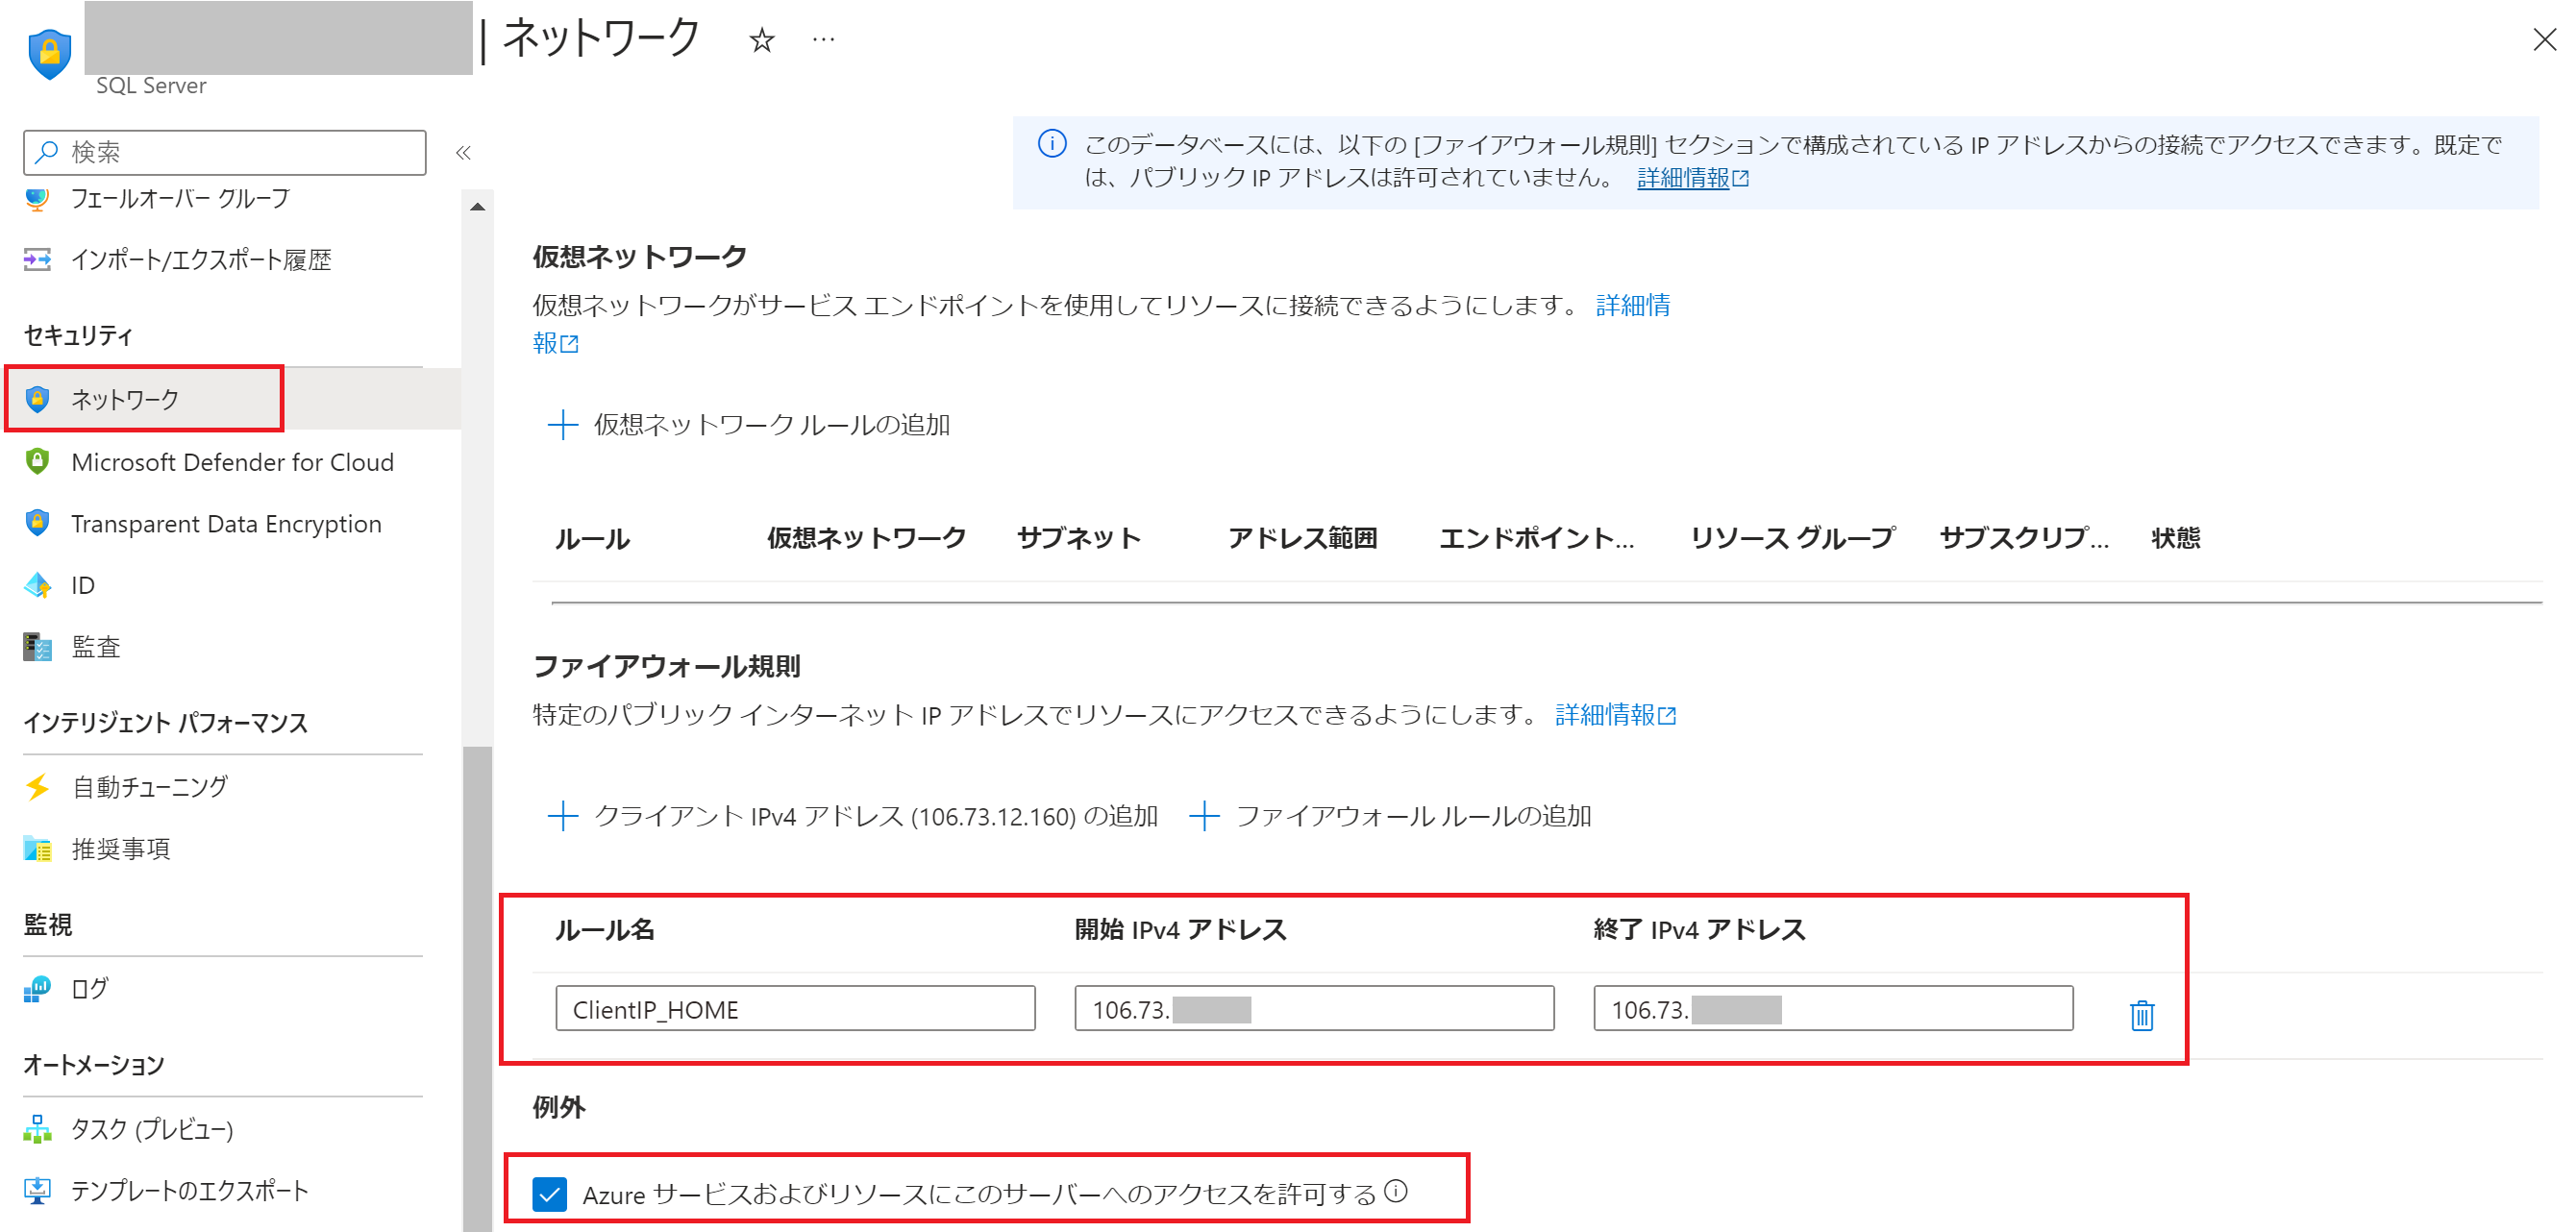 | ネットワーク
SQL Server
検索
フェールオーバー グループ
インポート/エクスポート履歴
セキュリティ
ネットワーク
Microsoft Defender for Cloud
Transparent Data Encryption
ID
監査
インテリジェント パフォーマンス
自動チューニング
推奨事項
監視
ログ
オートメーション
タスク (プレビュー)
テンプレートのエクスポート
このデータベースには、以下の [ファイアウォール規則] セクションで構成されている IP アドレスからの接続でアクセスできます。既定で
は、パブリック IP アドレスは許可されていません。 詳細情報
仮想ネットワーク
仮想ネットワークがサービス エンドポイントを使用してリソースに接続できるようにします。 詳細情
報
仮想ネットワーク ルールの追加
ルール 仮想ネットワーク サブネット アドレス範囲 エンドポイント... リソース グループ サブスクリプ... 状態
ファイアウォール規則
特定のパブリック インターネット IP アドレスでリソースにアクセスできるようにします。 詳細情報
クライアント IPv4 アドレス (106.73.12.160) の追加 ファイアウォール ルールの追加
ルール名 開始 IPv4 アドレス 終了 IPv4 アドレス
ClientIP_HOME 106.73. 106.73.
例外
Azure サービスおよびリソースにこのサーバーへのアクセスを許可する